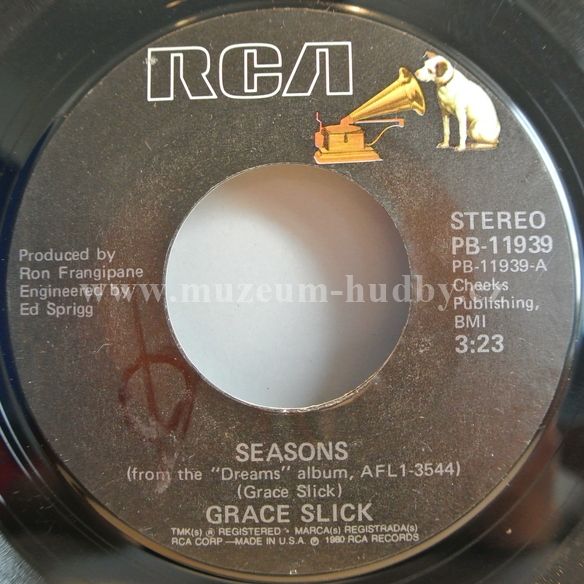 RCA
STEREO
PB-11939
PB-11939-A
Cheeks
Publishing,
BMI
3:23
Produced by
Ron Frangipane
Engineered by
Ed Sprigg
www.muzeum-hudby.cz
SEASONS
(from the "Dreams" album, AFL1-3544)
(Grace Slick)
GRACE SLICK
TMK(s) ® REGISTERED — MARCA(s) REGISTRADA(s)
RCA CORP — MADE IN U.S.A. ℗ 1980 RCA RECORDS